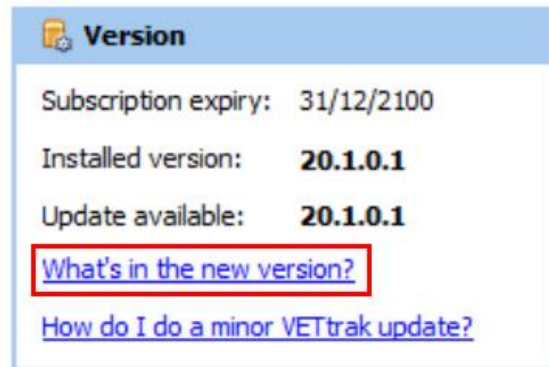 Version
Subscription expiry: 31/12/2100
Installed version: 20.1.0.1
Update available: 20.1.0.1
What's in the new version?
How do I do a minor VETtrak update?